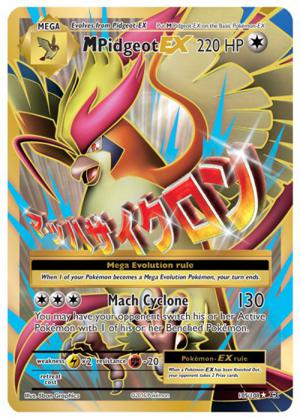 MEGA
Evolves from Pidgeot-EX
Put M Pidgeot-EX on the Basic Pokémon-EX
M Pidgeot EX 220 HP
マッハサイクロン
Mega Evolution rule
When 1 of your Pokémon becomes a Mega Evolution Pokémon, your turn ends.
Mach Cyclone 130
You may have your opponent switch his or her Active
Pokémon with 1 of his or her Benched Pokémon.
weakness ×2 resistance -20
Pokémon-EX rule
When a Pokémon-EX has been Knocked Out,
your opponent takes 2 Prize cards.
Illus. 5ban Graphics
©2016 Pokémon
105/108